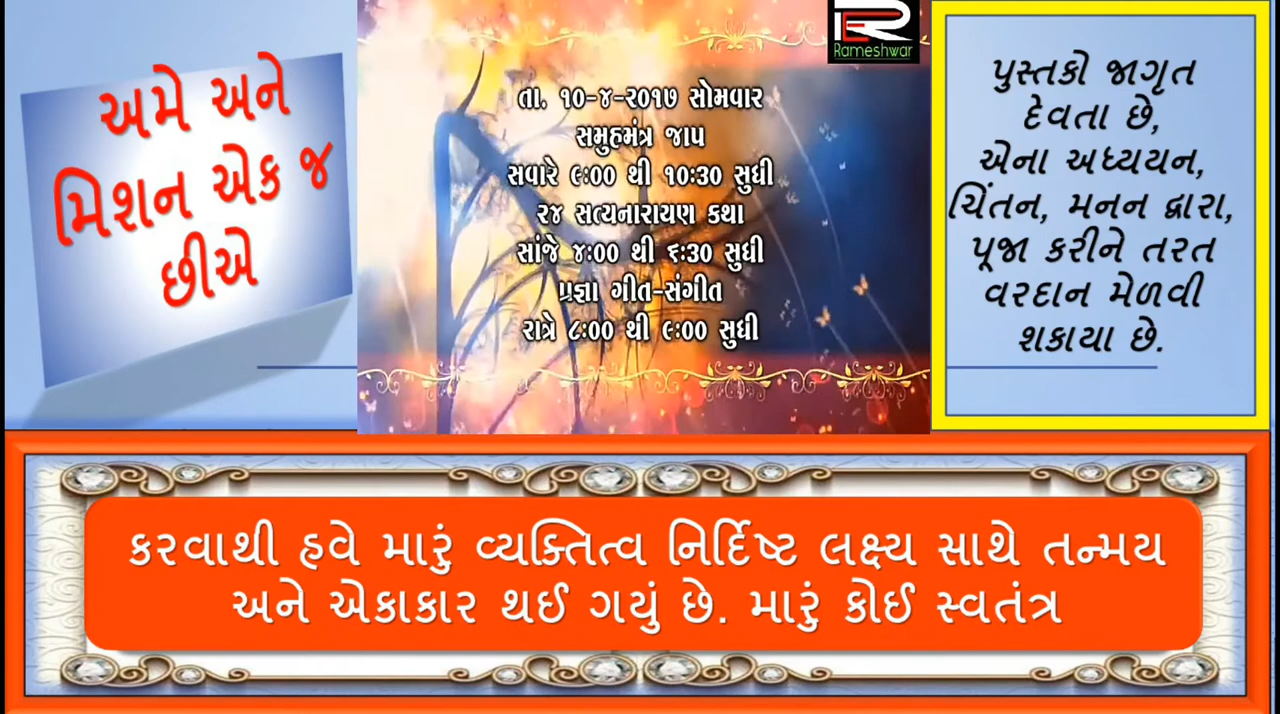 અમે અને
મિશન એક જ
છીએ
ER
Rameshwar
તા. ૧૦-૪-૨૦૧૭ સોમવાર
સમુહમંત્ર જાપ
સવારે ૯:૦૦ થી ૧૦:૩૦ સુધી
૨૪ સત્યનારાયણ કથા
સાંજે ૪:૦૦ થી ૬:૩૦ સુધી
પ્રજ્ઞા ગીત-સંગીત
રાત્રે ૮:૦૦ થી ૯:૦૦ સુધી
પુસ્તકો જાગૃત
દેવતા છે,
એના અધ્યયન,
ચિંતન, મનન દ્વારા,
પૂજા કરીને તરત
વરદાન મેળવી
શકાયા છે.
કરવાથી હવે મારું વ્યક્તિત્વ નિર્દિષ્ટ લક્ષ્ય સાથે તન્મય
અને એકાકાર થઈ ગયું છે. મારું કોઈ સ્વતંત્ર